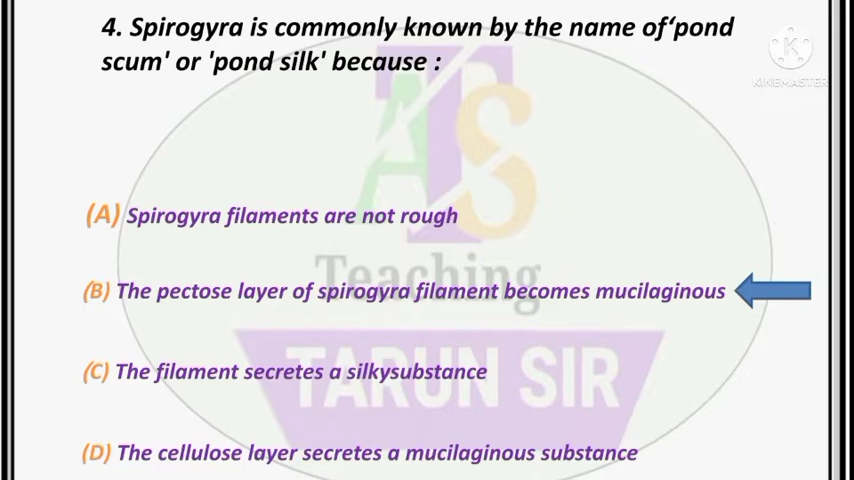 4. Spirogyra is commonly known by the name of‘pond
scum' or 'pond silk' because :
KINEMASTER
(A) Spirogyra filaments are not rough
(B) The pectose layer of spirogyra filament becomes mucilaginous
(C) The filament secretes a silkysubstance
(D) The cellulose layer secretes a mucilaginous substance
ATS
Teaching
TARUN SIR